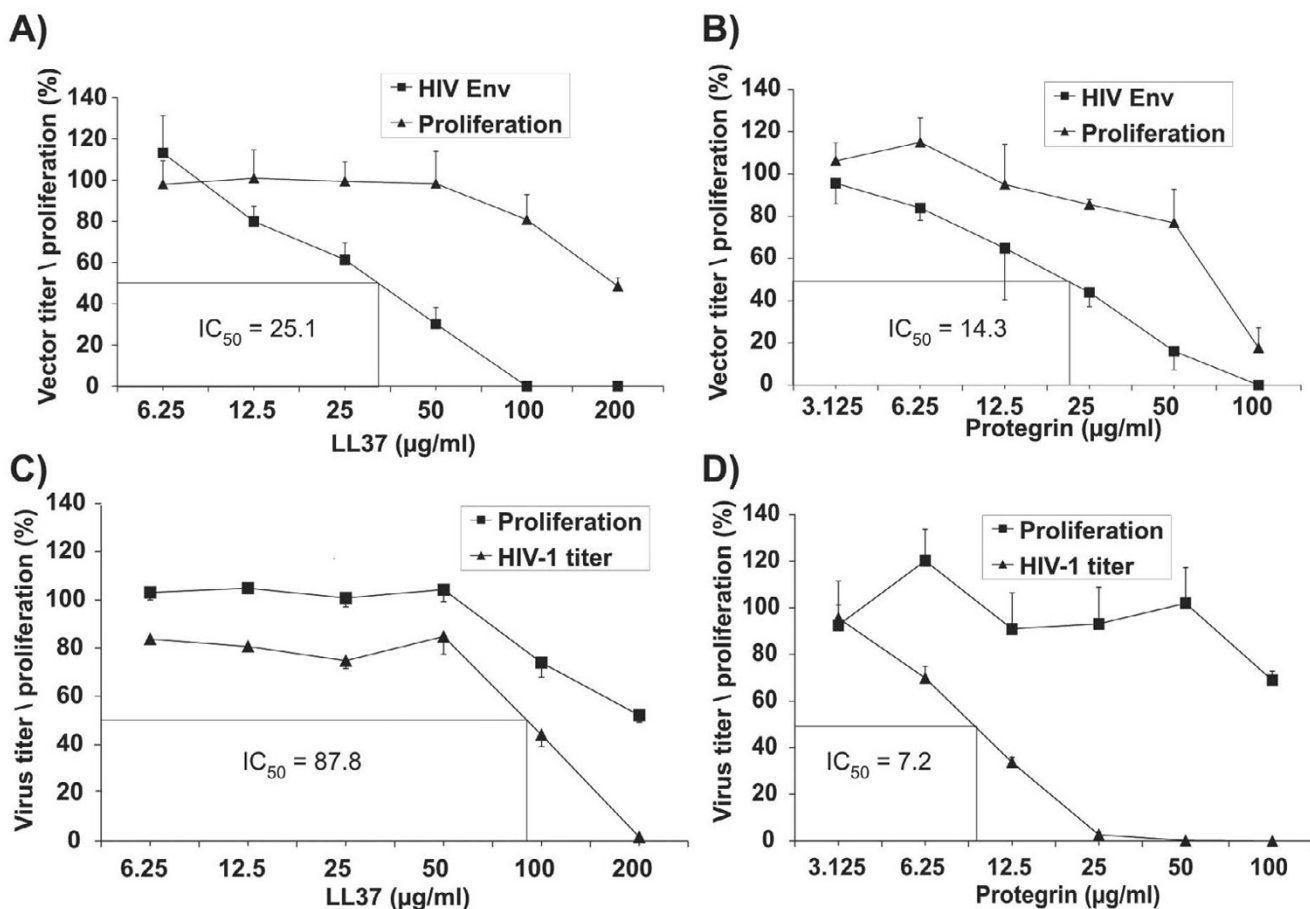 A)
HIV Env
Proliferation
Vector titer \ proliferation (%)
140
120
100
80
60
40
20
0
IC50 = 25.1
6.25 12.5 25 50 100 200
LL37 (µg/ml)
B)
HIV Env
Proliferation
Vector titer \ proliferation (%)
140
120
100
80
60
40
20
0
IC50 = 14.3
3.125 6.25 12.5 25 50 100
Protegrin (µg/ml)
C)
Proliferation
HIV-1 titer
Virus titer \ proliferation (%)
140
120
100
80
60
40
20
0
IC50 = 87.8
6.25 12.5 25 50 100 200
LL37 (µg/ml)
D)
Proliferation
HIV-1 titer
Virus titer \ proliferation (%)
140
120
100
80
60
40
20
0
IC50 = 7.2
3.125 6.25 12.5 25 50 100
Protegrin (µg/ml)